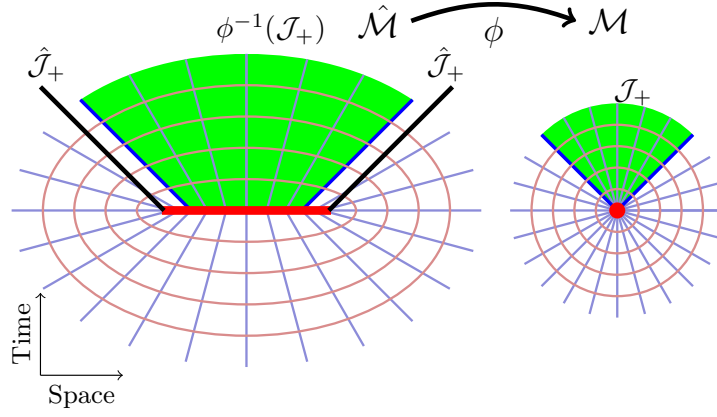 ϕ⁻¹(𝒥₊)
ℳ̂
ϕ
ℳ
𝒥̂₊
𝒥̂₊
𝒥₊
Time
Space